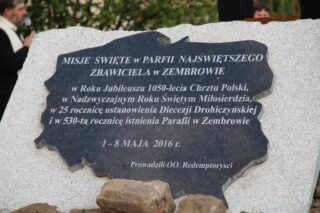 MISJE ŚWIĘTE w PARFII NAJŚWIĘTSZEGO
ZBAWICIELA w ZEMBROWIE
w Roku Jubileuszu 1050-lecia Chrztu Polski,
w Nadzwyczajnym Roku Świętym Miłosierdzia,
w 25 rocznicę ustanowienia Diecezji Drohiczyńskiej
i w 530-tą rocznicę istnienia Parafii w Zembrowie
1 - 8 MAJA 2016 r.
Prowadzili OO. Redemptoryści